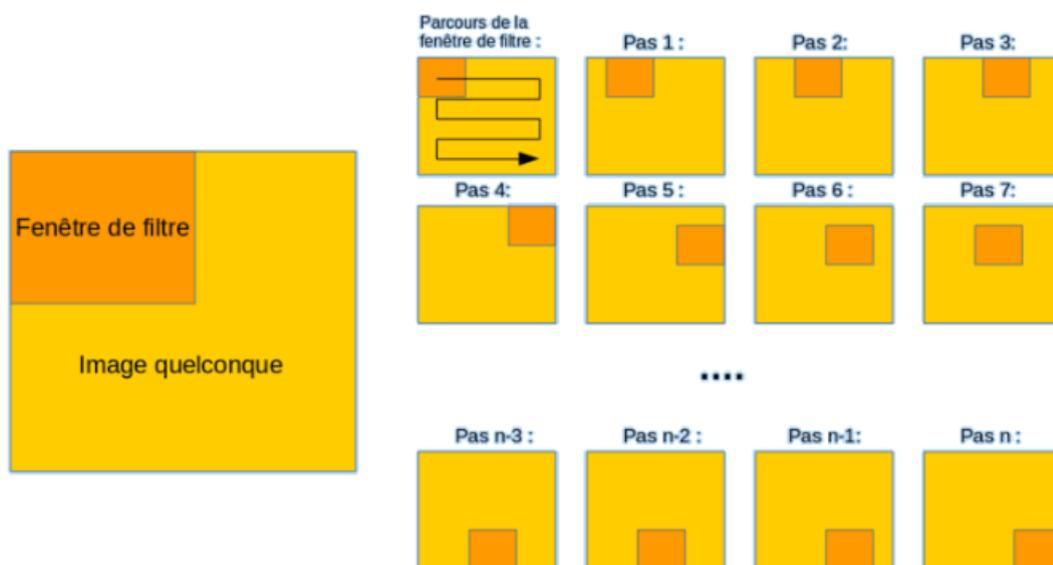 Parcours de la
fenêtre de filtre :
Pas 1 :
Pas 2:
Pas 3:
Fenêtre de filtre
Image quelconque
Pas 4:
Pas 5 :
Pas 6 :
Pas 7:
....
Pas n-3 :
Pas n-2 :
Pas n-1:
Pas n :